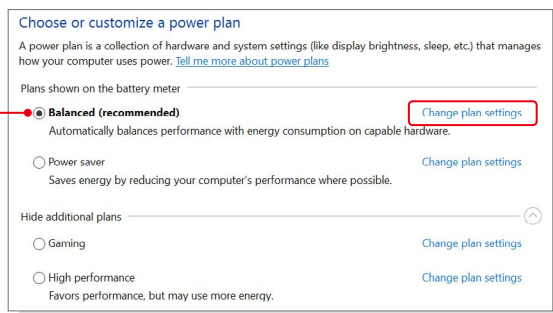 Choose or customize a power plan
A power plan is a collection of hardware and system settings (like display brightness, sleep, etc.) that manages
how your computer uses power. Tell me more about power plans
Plans shown on the battery meter
Balanced (recommended) Change plan settings
Automatically balances performance with energy consumption on capable hardware.
Power saver Change plan settings
Saves energy by reducing your computer's performance where possible.
Hide additional plans
Gaming Change plan settings
High performance Change plan settings
Favors performance, but may use more energy.